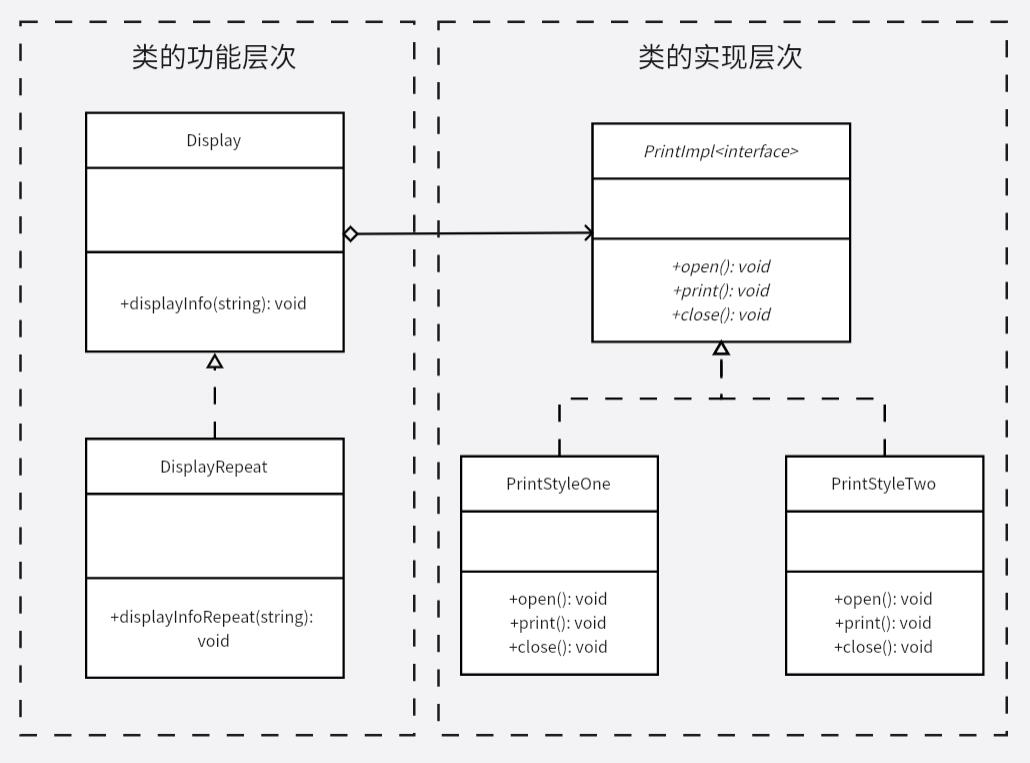 类的功能层次
Display
+displayInfo(string): void
DisplayRepeat
+displayInfoRepeat(string):
void
类的实现层次
PrintImpl<interface>
+open(): void
+print(): void
+close(): void
PrintStyleOne
+open(): void
+print(): void
+close(): void
PrintStyleTwo
+open(): void
+print(): void
+close(): void